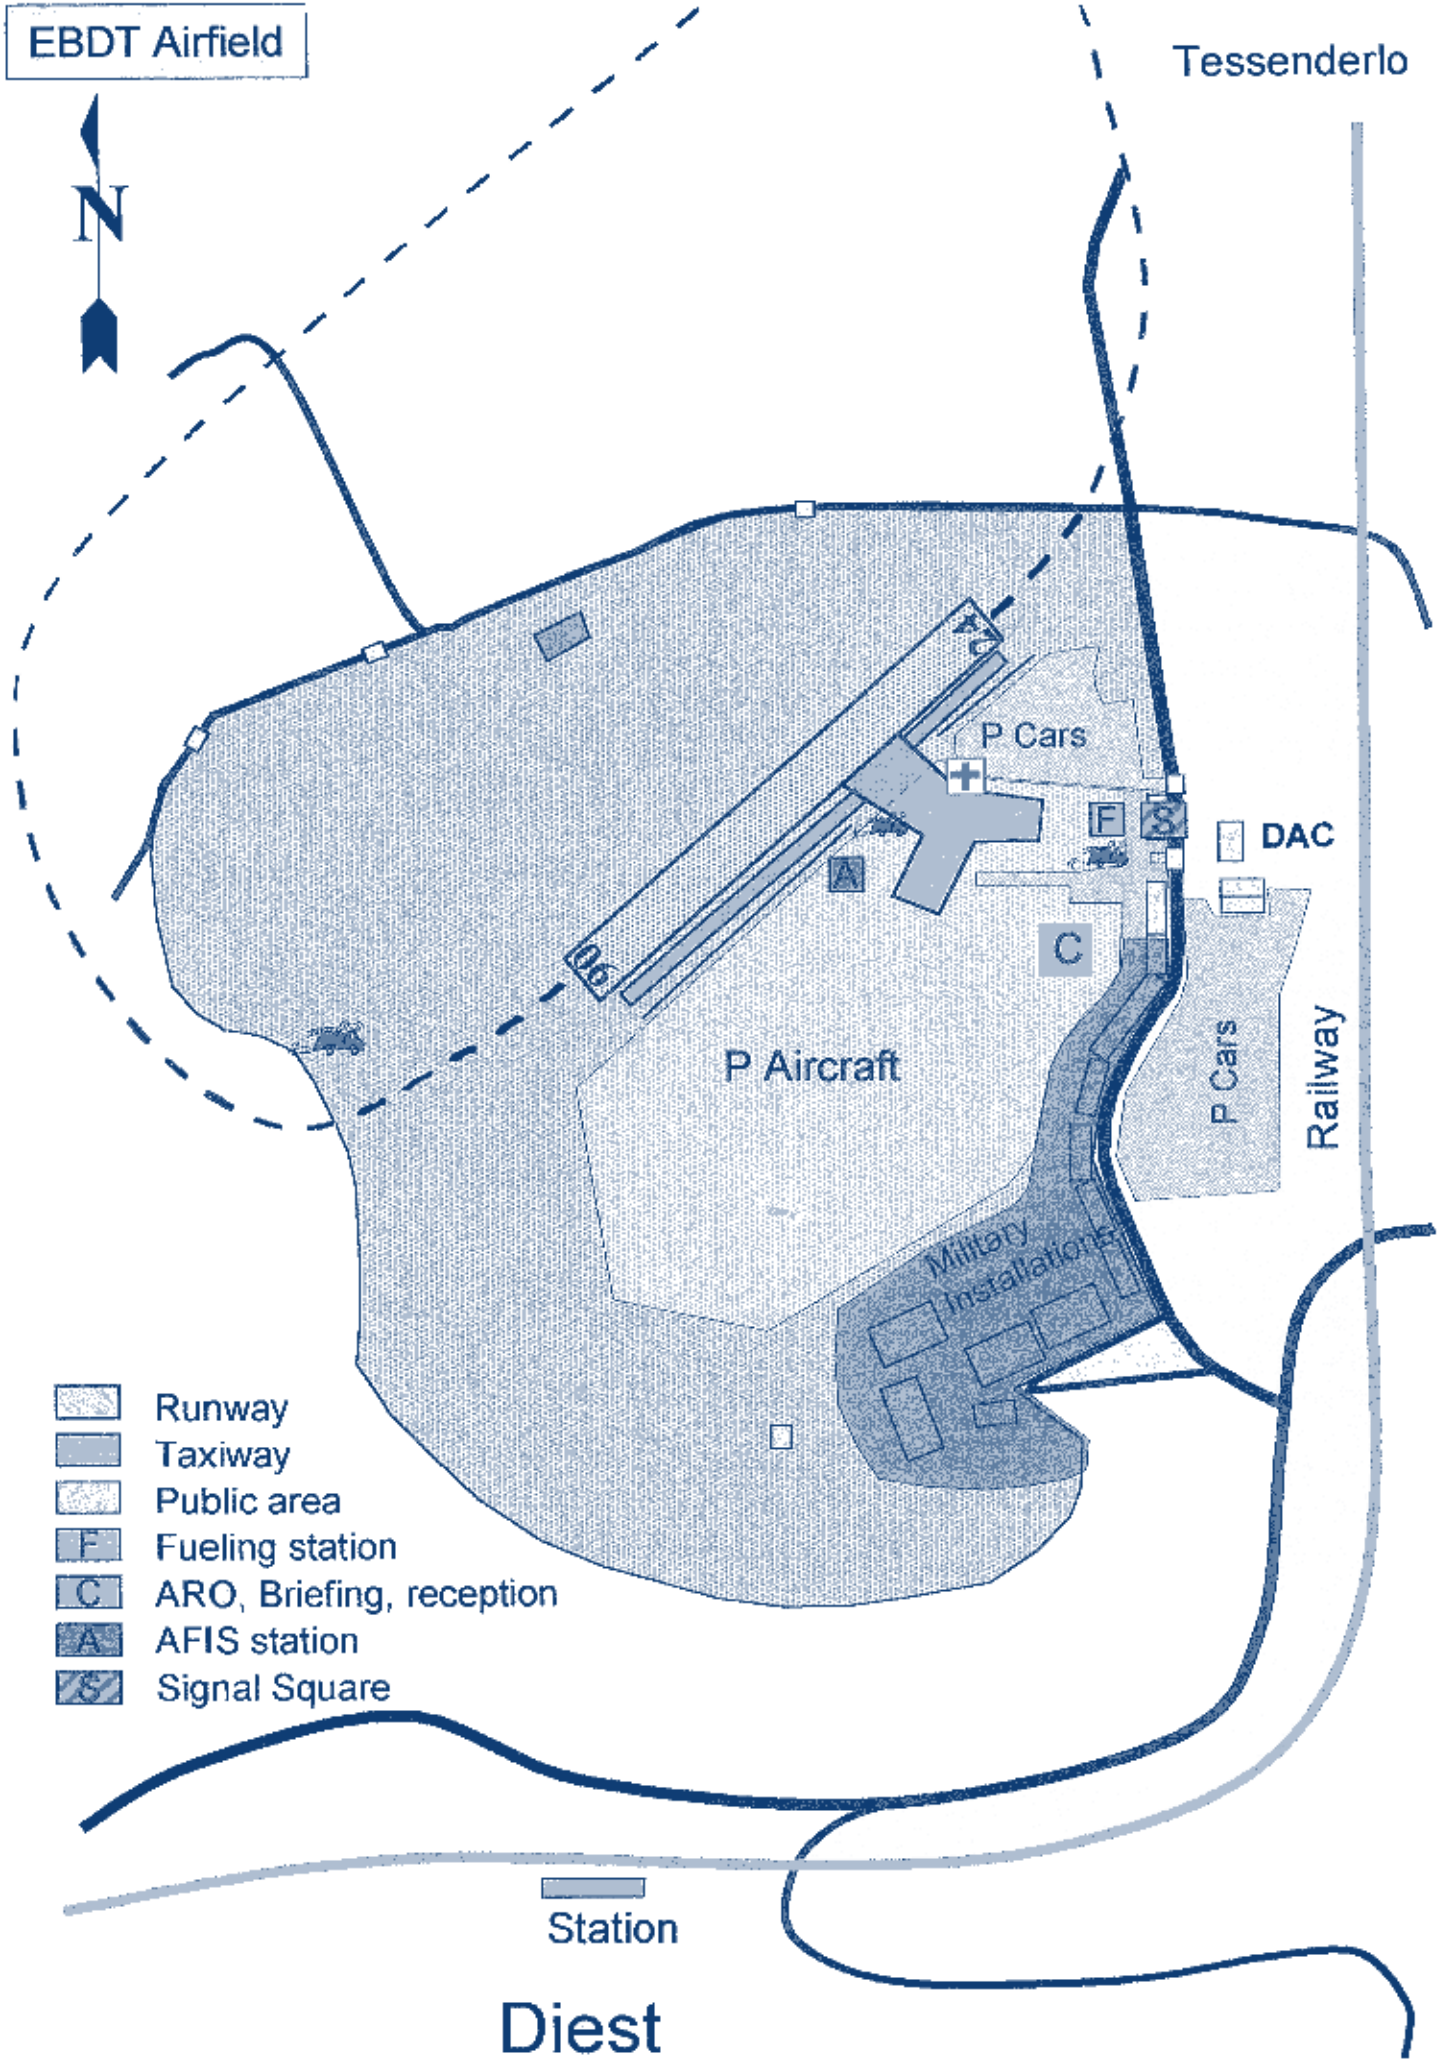 EBDT Airfield
Tessenderlo
N
24
P Cars
F
S
DAC
A
C
06
P Aircraft
P Cars
Railway
Military
Installations
Runway
Taxiway
Public area
F Fueling station
C ARO, Briefing, reception
A AFIS station
S Signal Square
Station
Diest